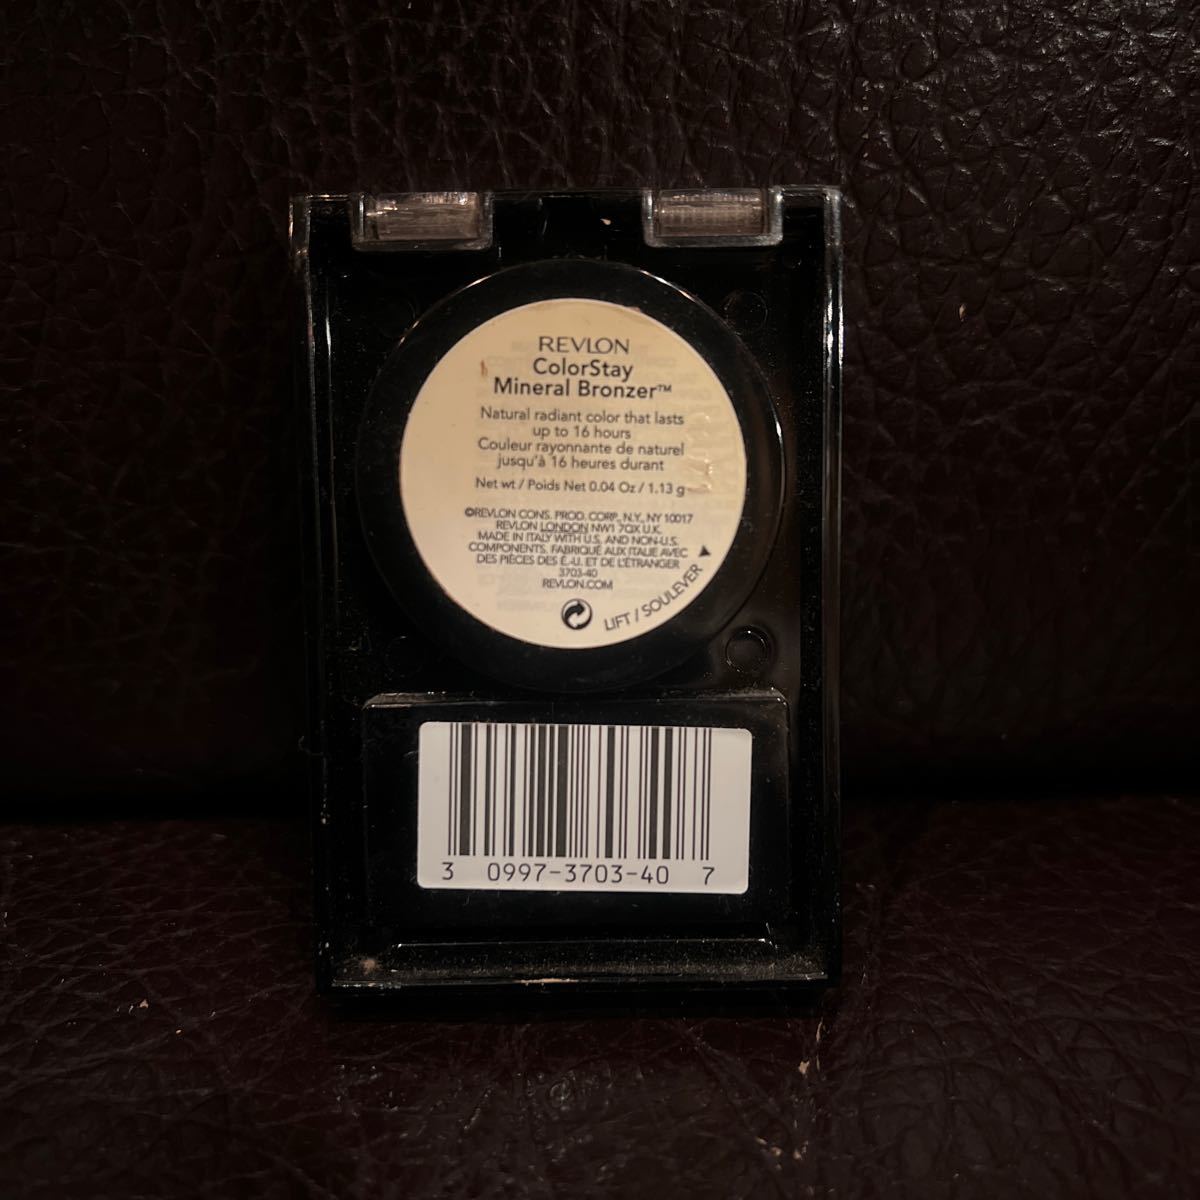 REVLON
ColorStay
Mineral Bronzer™
Natural radiant color that lasts
up to 16 hours
Couleur rayonnante de naturel
jusqu'à 16 heures durant
Net wt / Poids Net 0.04 Oz / 1.13 g
©REVLON CONS. PROD. CORP., N.Y., NY 10017
REVLON LONDON NW1 7QX U.K.
MADE IN ITALY WITH U.S. AND NON-U.S.
COMPONENTS. FABRIQUÉ AUX ITALIE AVEC
DES PIÈCES DES É.-U. ET DE L'ÉTRANGER
3703-40
REVLON.COM
LIFT / SOULEVER
3 0997-3703-40 7